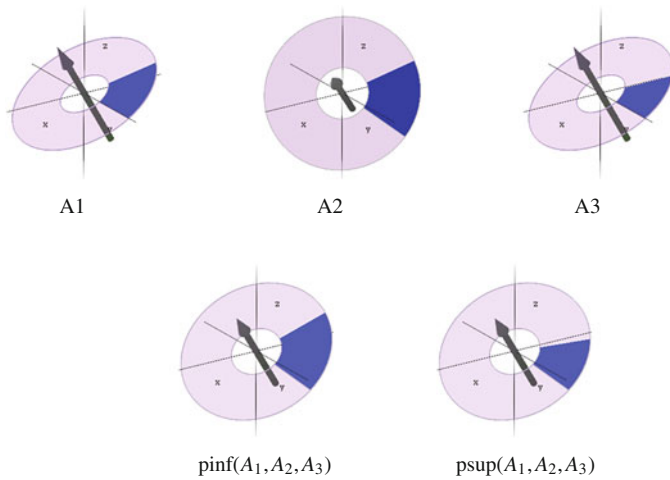 z
x
z
x
y
z
x
A1
A2
A3
z
x
y
z
x
y
pinf(A₁, A₂, A₃)
psup(A₁, A₂, A₃)